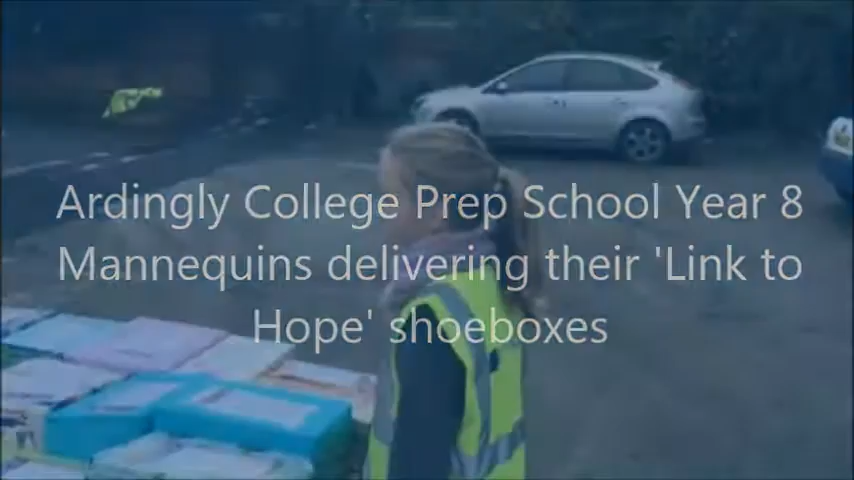 Ardingly College Prep School Year 8
Mannequins delivering their 'Link to
Hope' shoeboxes